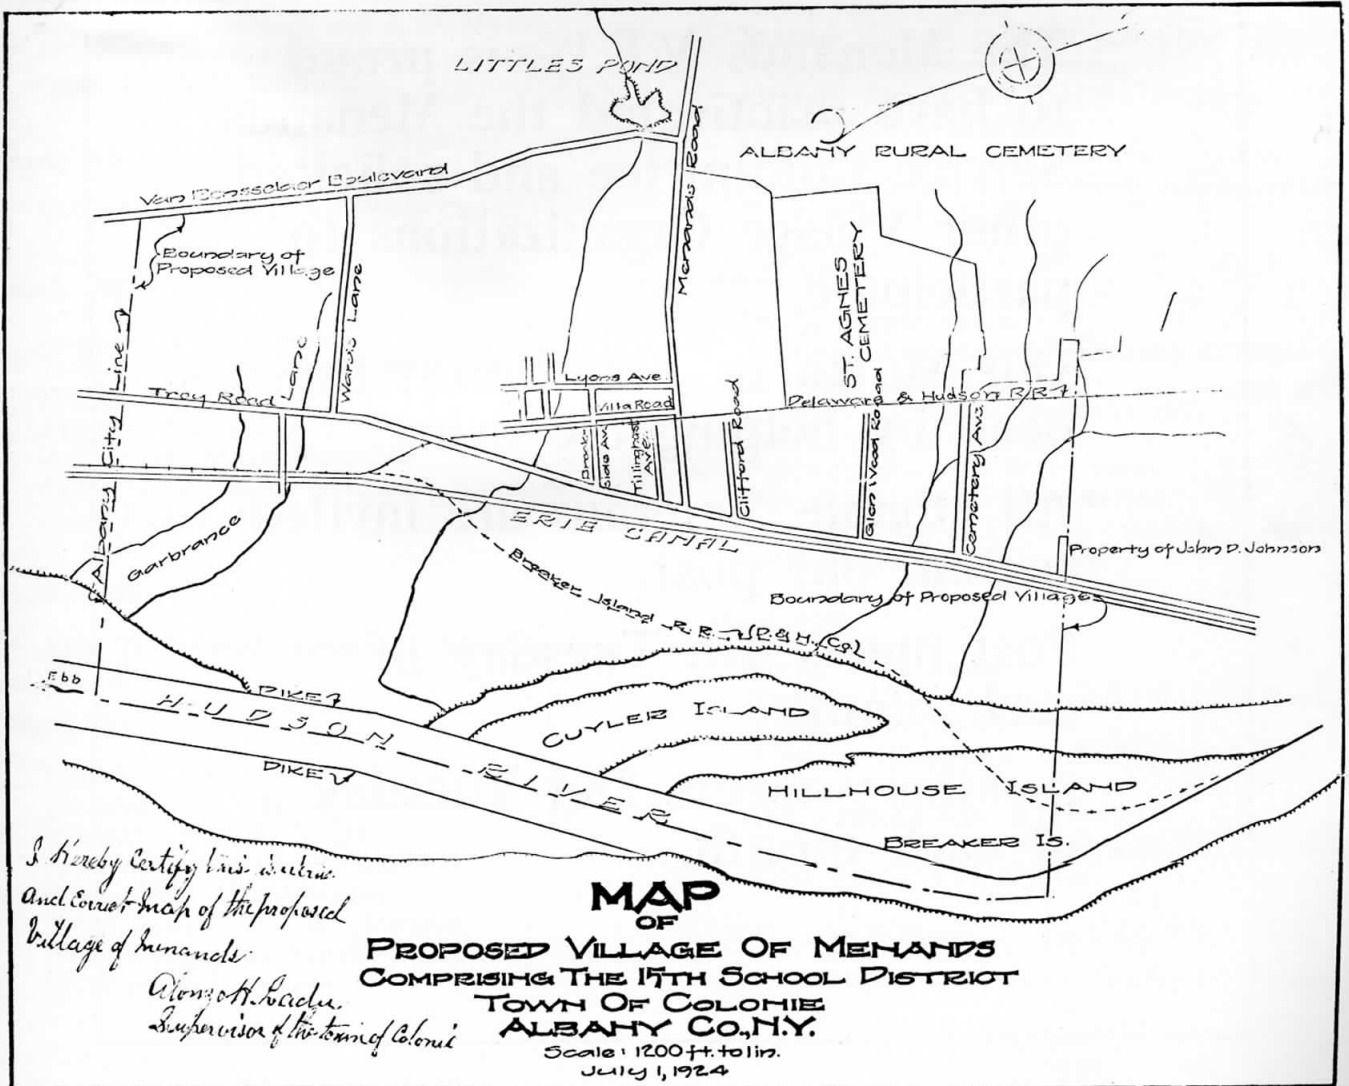 LITTLES POND
ALBANY RURAL CEMETERY
Menands Road
Van Rensselaer Boulevard
Boundary of
Proposed Village
Wards Lane
Albany City Line
Lane
Troy Road
ST. AGNES
CEMETERY
Lyons Ave.
Villa Road
Delaware & Hudson R.R.
Brook
side Ave
Tillinghast
Ave.
Clifford Road
Glen Wood Road
Cemetery Ave.
Garbrance
ERIE CANAL
Property of John D. Johnson
Breaker Island R.R. (D.& H. Co.)
Boundary of Proposed Village
Ebb
DIKE
HUDSON RIVER
CUYLER ISLAND
DIKE
HILLHOUSE ISLAND
BREAKER IS.
I Hereby Certify this is a true
and Correct map of the proposed
Village of Menands.
Supervisor of the town of Colonie
MAP
OF
PROPOSED VILLAGE OF MENANDS
COMPRISING THE 15TH SCHOOL DISTRICT
TOWN OF COLONIE
ALBANY CO., N.Y.
Scale: 1200 ft. to 1 in.
July 1, 1924